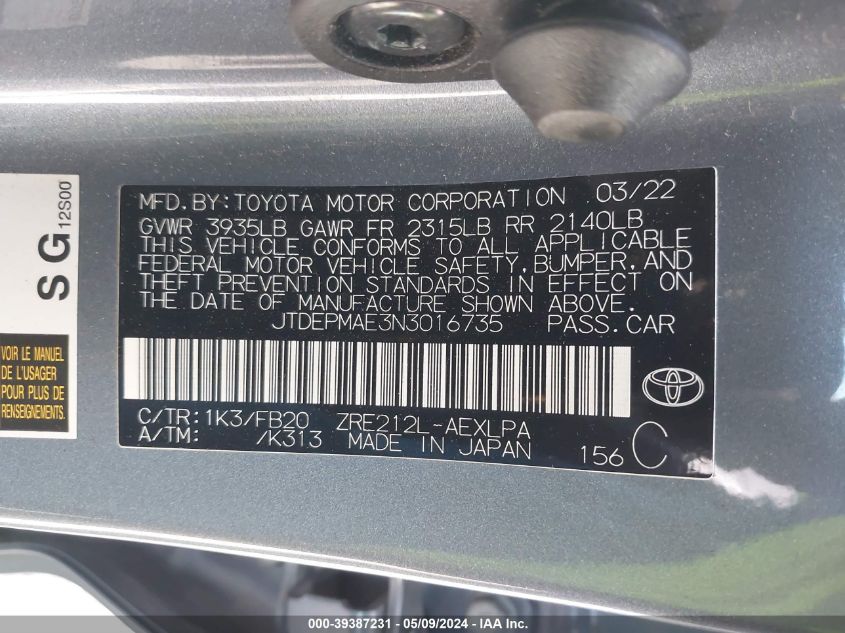 MFD.BY:TOYOTA MOTOR CORPORATION 03/22
GVWR 3935LB GAWR FR 2315LB RR 2140LB
THIS VEHICLE CONFORMS TO ALL APPLICABLE
FEDERAL MOTOR VEHICLE SAFETY, BUMPER, AND
THEFT PREVENTION STANDARDS IN EFFECT ON
THE DATE OF MANUFACTURE SHOWN ABOVE.
JTDEPMAE3N3016735 PASS.CAR
C/TR: 1K3/FB20 ZRE212L-AEXLPA
A/TM: /K313 MADE IN JAPAN 156 C
SG 12S00
VOIR LE MANUEL
DE L'USAGER
POUR PLUS DE
RENSEIGNEMENTS.
000-39387231 - 05/09/2024 - IAAI Inc.